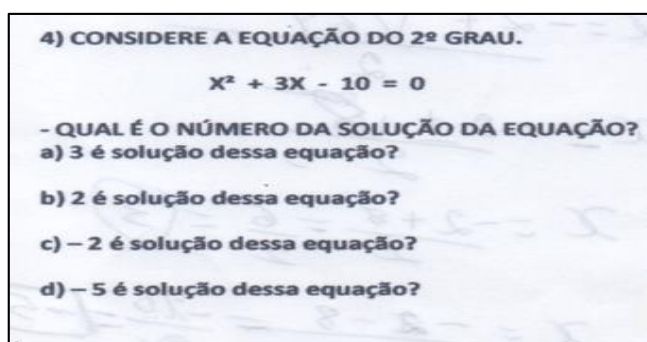 4) CONSIDERE A EQUAÇÃO DO 2º GRAU.
X² + 3X - 10 = 0
- QUAL É O NÚMERO DA SOLUÇÃO DA EQUAÇÃO?
a) 3 é solução dessa equação?
b) 2 é solução dessa equação?
c) – 2 é solução dessa equação?
d) – 5 é solução dessa equação?